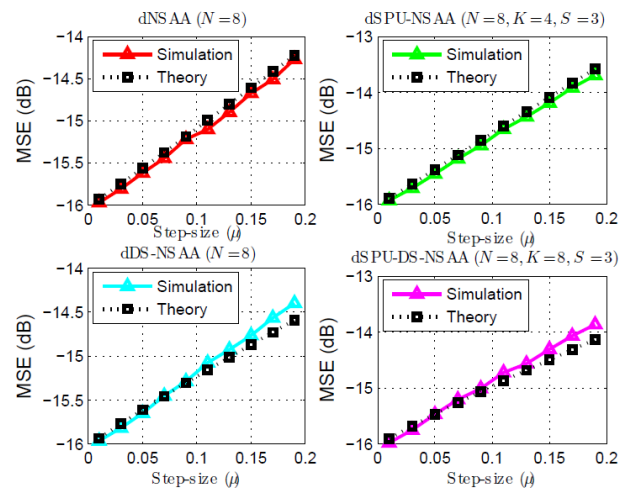 dNSAA (N=8)
MSE (dB)
-14
-14.5
-15
-15.5
-16
Simulation
Theory
0
0.05
0.1
0.15
0.2
Step-size (μ)
dSPU-NSAA (N=8, K=4, S=3)
MSE (dB)
-13
-14
-15
-16
Simulation
Theory
0
0.05
0.1
0.15
0.2
Step-size (μ)
dDS-NSAA (N=8)
MSE (dB)
-14
-14.5
-15
-15.5
-16
Simulation
Theory
0
0.05
0.1
0.15
0.2
Step-size (μ)
dSPU-DS-NSAA (N=8, K=8, S=3)
MSE (dB)
-13
-14
-15
-16
Simulation
Theory
0
0.05
0.1
0.15
0.2
Step-size (μ)